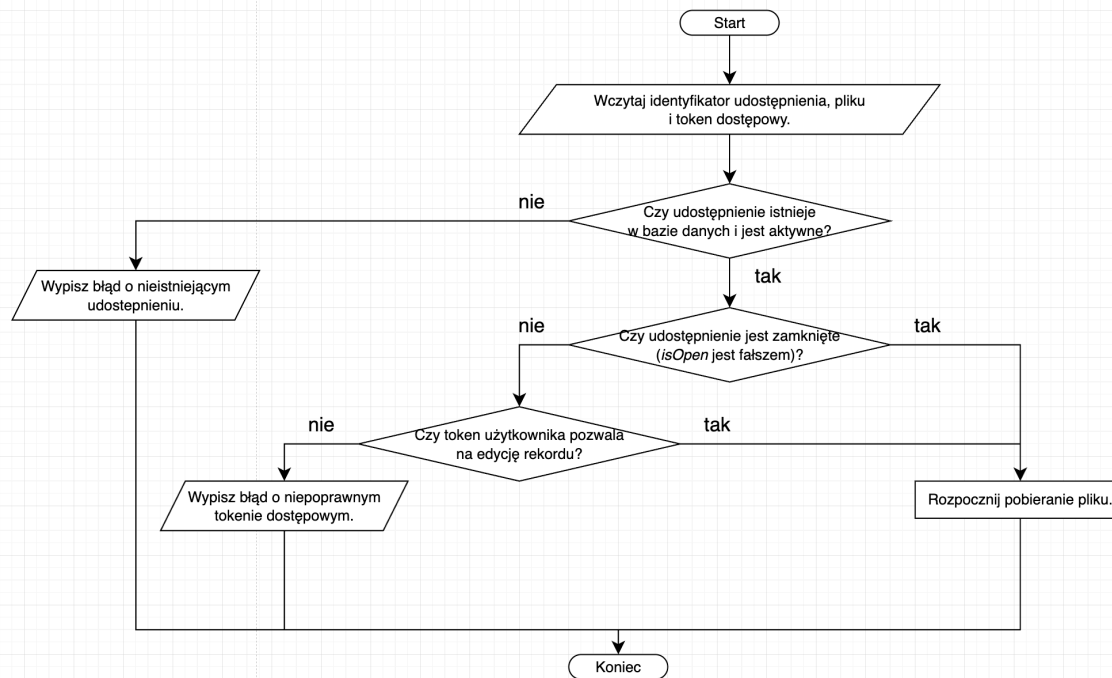 Start
Wczytaj identyfikator udostępnienia, pliku
i token dostępowy.
nie
Czy udostępnienie istnieje
w bazie danych i jest aktywne?
tak
Wypisz błąd o nieistniejącym
udostepnieniu.
nie
Czy udostępnienie jest zamknięte
(isOpen jest fałszem)?
tak
nie
Czy token użytkownika pozwala
na edycję rekordu?
tak
Wypisz błąd o niepoprawnym
tokenie dostępowym.
Rozpocznij pobieranie pliku.
Koniec